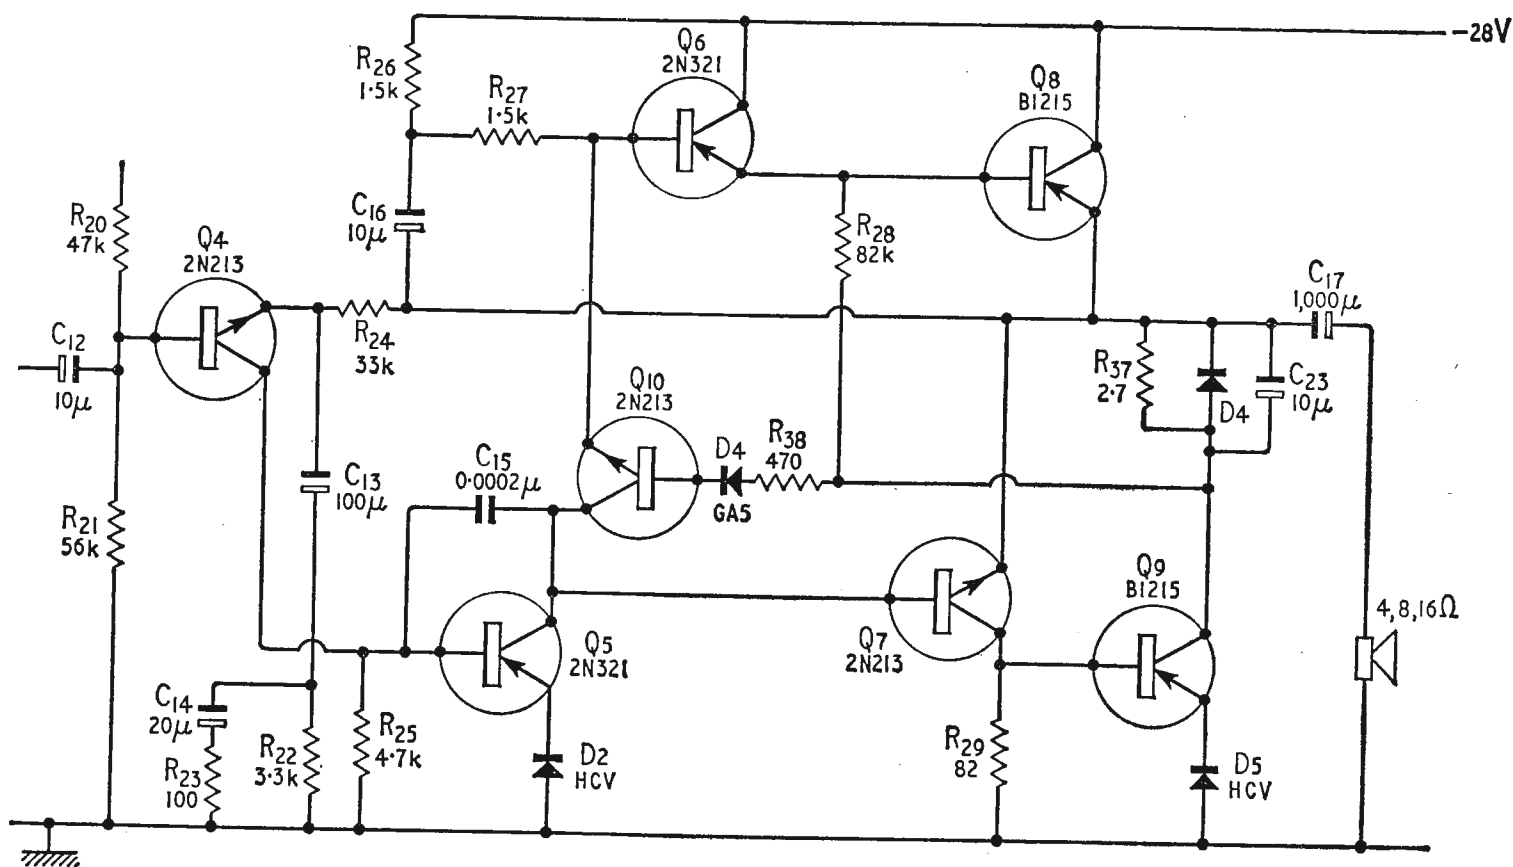 -28V
R26
1·5k
R27
1·5k
Q6
2N321
Q8
B1215
R20
47k
Q4
2N213
C16
10μ
R28
82k
C12
10μ
R24
33k
C17
1,000μ
R37
2·7
D4
C23
10μ
Q10
2N213
D4
GA5
R38
470
C15
0·0002μ
C13
100μ
R21
56k
Q5
2N321
Q7
2N213
Q9
B1215
4,8,16Ω
C14
20μ
R23
100
R22
3·3k
R25
4·7k
D2
HCV
R29
82
D5
HCV